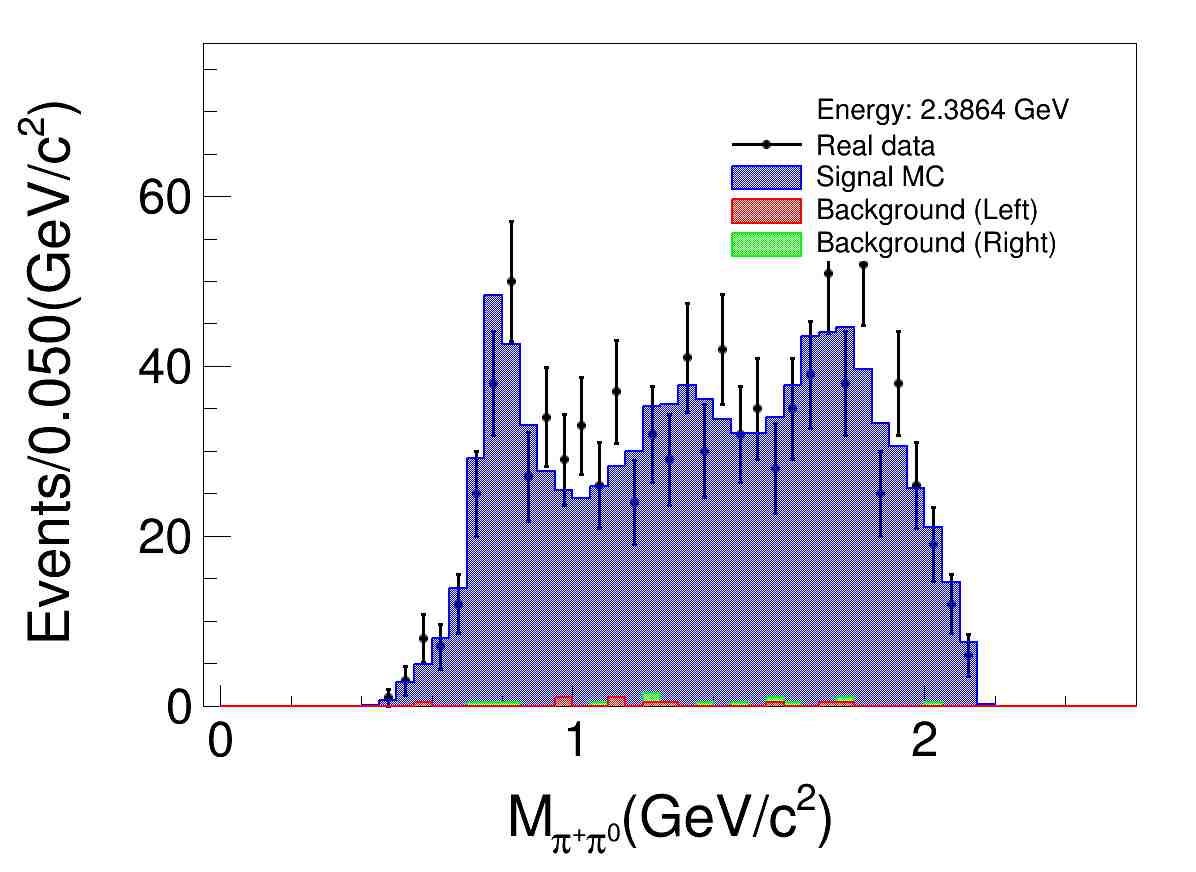 Energy: 2.3864 GeV
Real data
Signal MC
Background (Left)
Background (Right)
Events/0.050(GeV/c²)
60
40
20
0
0 1 2
M_π⁺π⁰(GeV/c²)